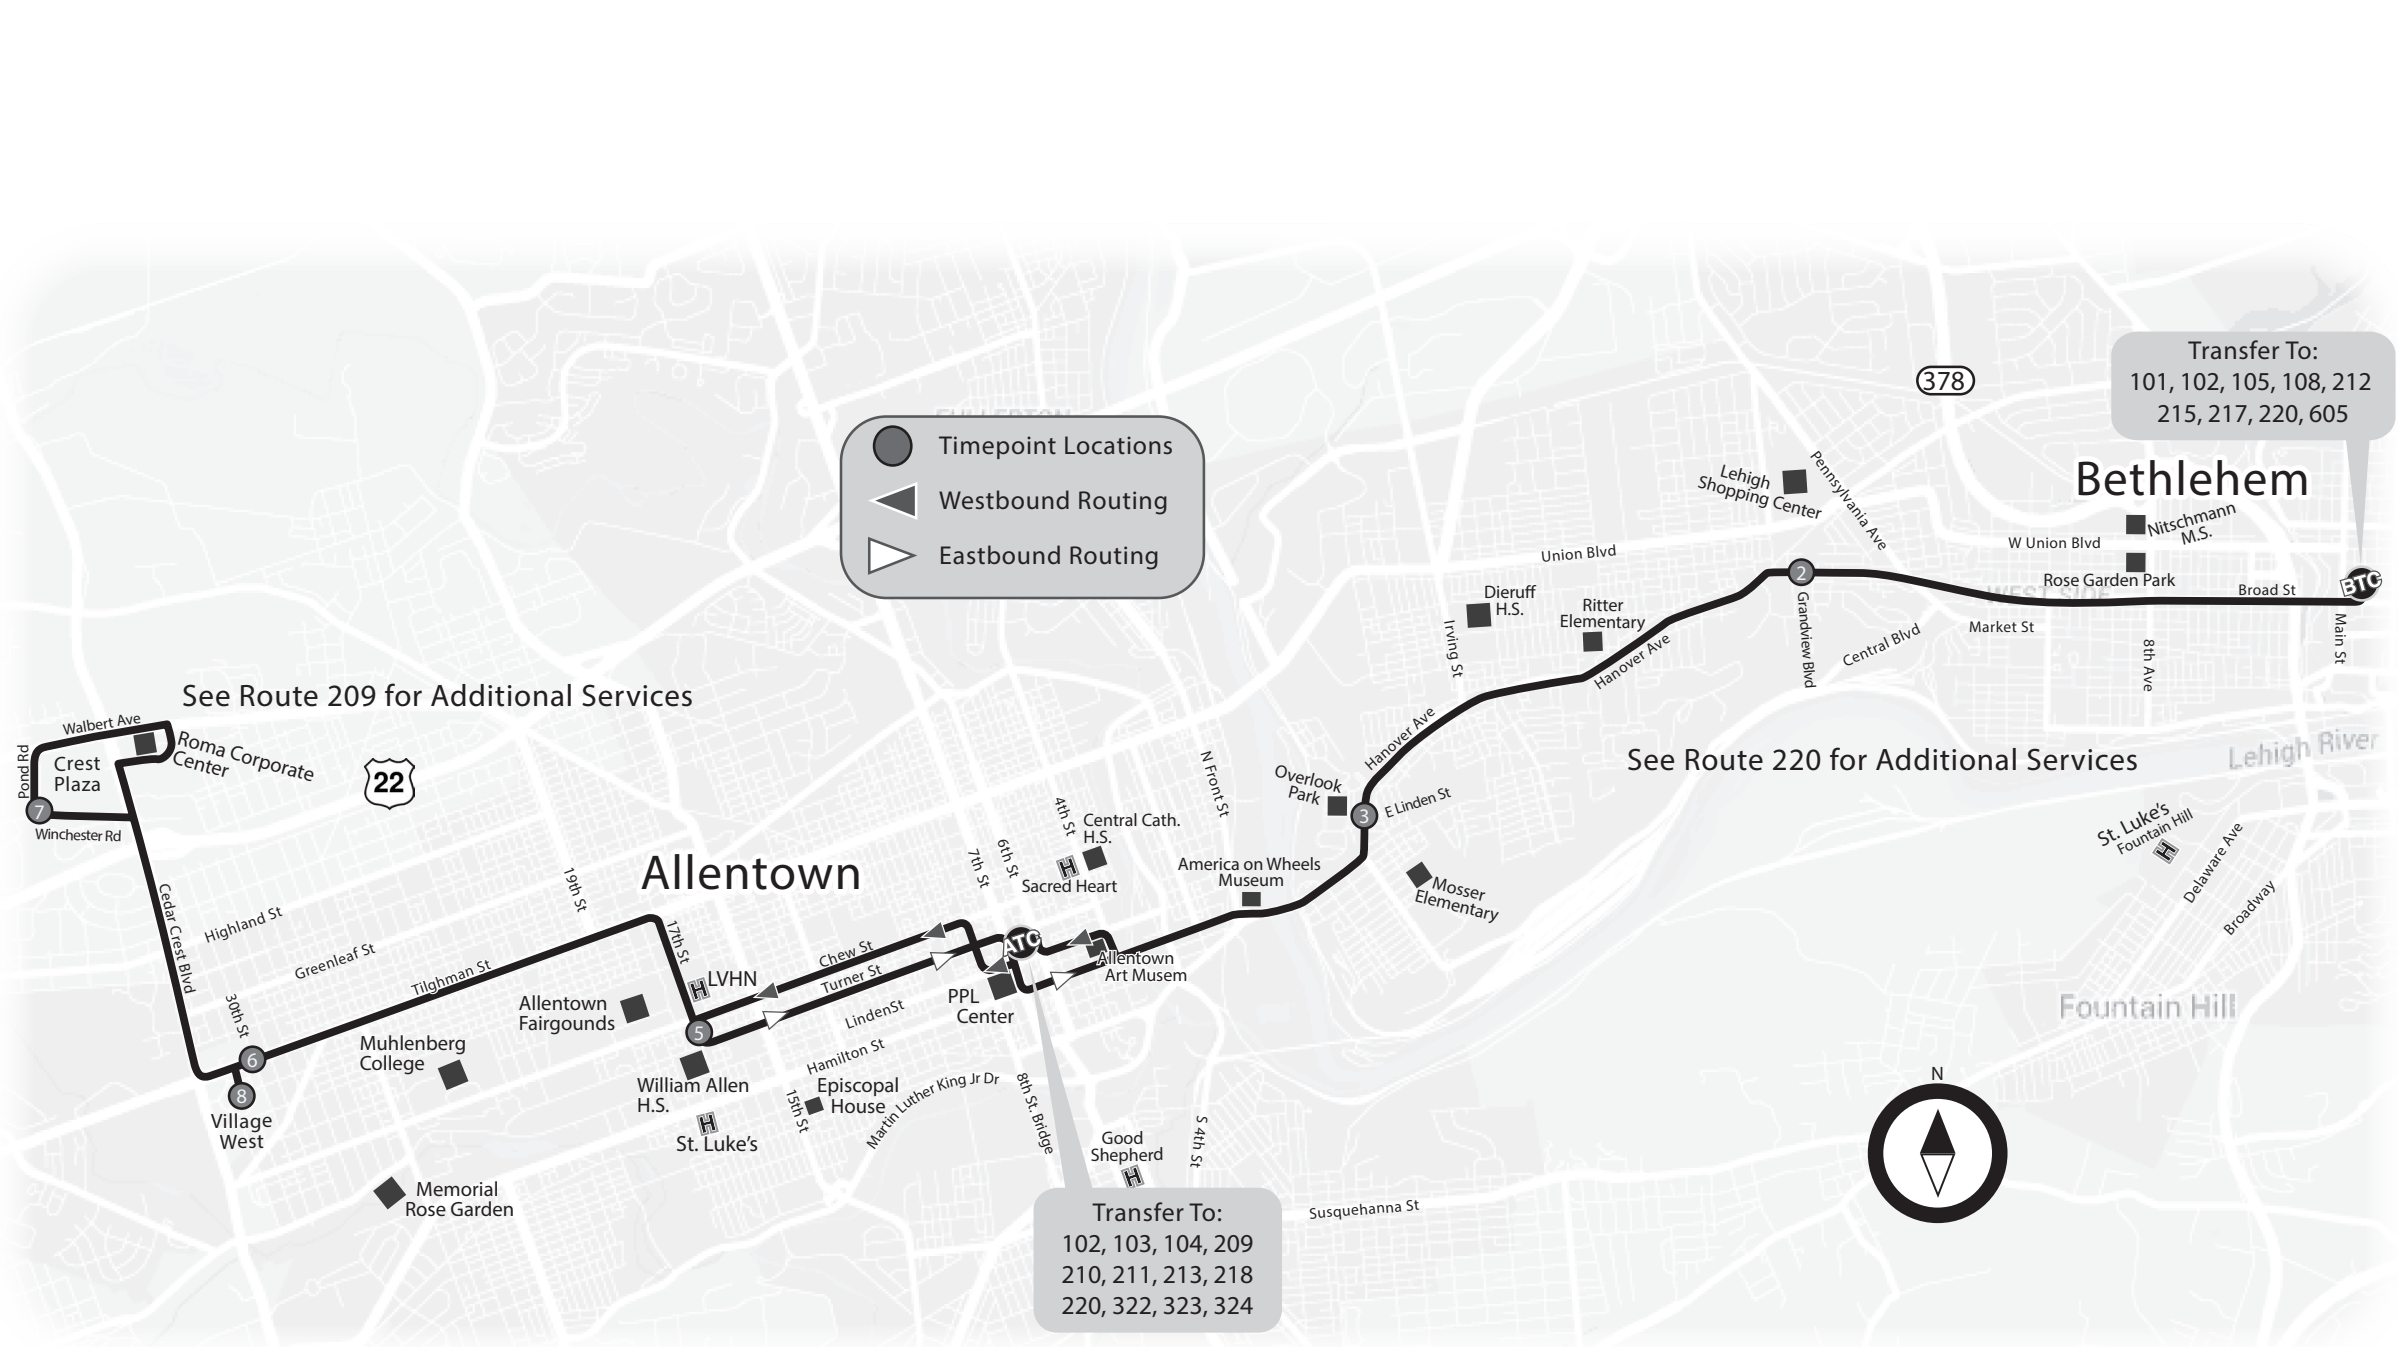 FULLERTON
Timepoint Locations
Westbound Routing
Eastbound Routing
378
Transfer To:
101, 102, 105, 108, 212
215, 217, 220, 605
Bethlehem
Lehigh
Shopping Center
Pennsylvania Ave
Nitschmann
M.S.
W Union Blvd
Union Blvd
Rose Garden Park
WEST SIDE
Broad St
BTC
2
Dieruff
H.S.
Ritter
Elementary
Irving St
Hanover Ave
Grandview Blvd
Central Blvd
Market St
8th Ave
Main St
See Route 209 for Additional Services
Walbert Ave
Pond Rd
Crest
Plaza
Roma Corporate
Center
22
7
Winchester Rd
Hanover Ave
See Route 220 for Additional Services
Lehigh River
Overlook
Park
3
E Linden St
N Front St
4th St
Central Cath.
H.S.
6th St
7th St
H
Sacred Heart
America on Wheels
Museum
Mosser
Elementary
St. Luke's
Fountain Hill
H
Delaware Ave
Broadway
Allentown
19th St
Cedar Crest Blvd
Highland St
Greenleaf St
Tilghman St
17th St
Chew St
Turner St
ATC
Allentown
Art Musem
H
LVHN
PPL
Center
LindenSt
Allentown
Fairgounds
5
30th St
6
8
Village
West
Muhlenberg
College
Hamilton St
William Allen
H.S.
H
St. Luke's
15th St
Episcopal
House
Martin Luther King Jr Dr
8th St. Bridge
Good
Shepherd
H
S 4th St
Fountain Hill
N
Memorial
Rose Garden
Susquehanna St
Transfer To:
102, 103, 104, 209
210, 211, 213, 218
220, 322, 323, 324